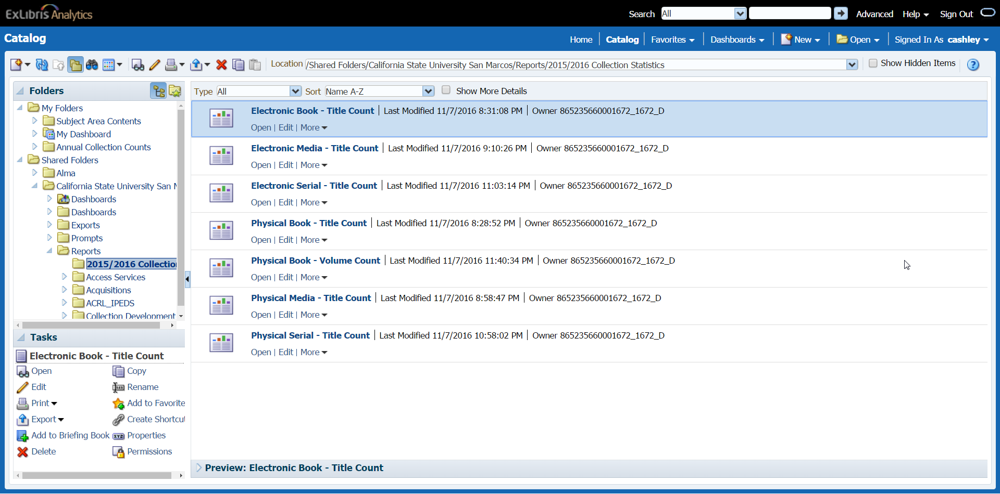 ExLibris Analytics
Search All Advanced Help Sign Out
Catalog
Home Catalog Favorites Dashboards New Open Signed In As cashley
Location /Shared Folders/California State University San Marcos/Reports/2015/2016 Collection Statistics Show Hidden Items ?
Folders
My Folders
Subject Area Contents
My Dashboard
Annual Collection Counts
Shared Folders
Alma
California State University San M
Dashboards
Dashboards
Exports
Prompts
Reports
2015/2016 Collection
Access Services
Acquisitions
ACRL_IPEDS
Collection Development
Tasks
Electronic Book - Title Count
Open Copy
Edit Rename
Print Add to Favorite
Export Create Shortcut
Add to Briefing Book Properties
Delete Permissions
Type All Sort Name A-Z Show More Details
Electronic Book - Title Count | Last Modified 11/7/2016 8:31:08 PM | Owner 865235660001672_1672_D
Open | Edit | More
Electronic Media - Title Count | Last Modified 11/7/2016 9:10:26 PM | Owner 865235660001672_1672_D
Open | Edit | More
Electronic Serial - Title Count | Last Modified 11/7/2016 11:03:14 PM | Owner 865235660001672_1672_D
Open | Edit | More
Physical Book - Title Count | Last Modified 11/7/2016 8:28:52 PM | Owner 865235660001672_1672_D
Open | Edit | More
Physical Book - Volume Count | Last Modified 11/7/2016 11:40:34 PM | Owner 865235660001672_1672_D
Open | Edit | More
Physical Media - Title Count | Last Modified 11/7/2016 8:58:47 PM | Owner 865235660001672_1672_D
Open | Edit | More
Physical Serial - Title Count | Last Modified 11/7/2016 10:58:02 PM | Owner 865235660001672_1672_D
Open | Edit | More
Preview: Electronic Book - Title Count